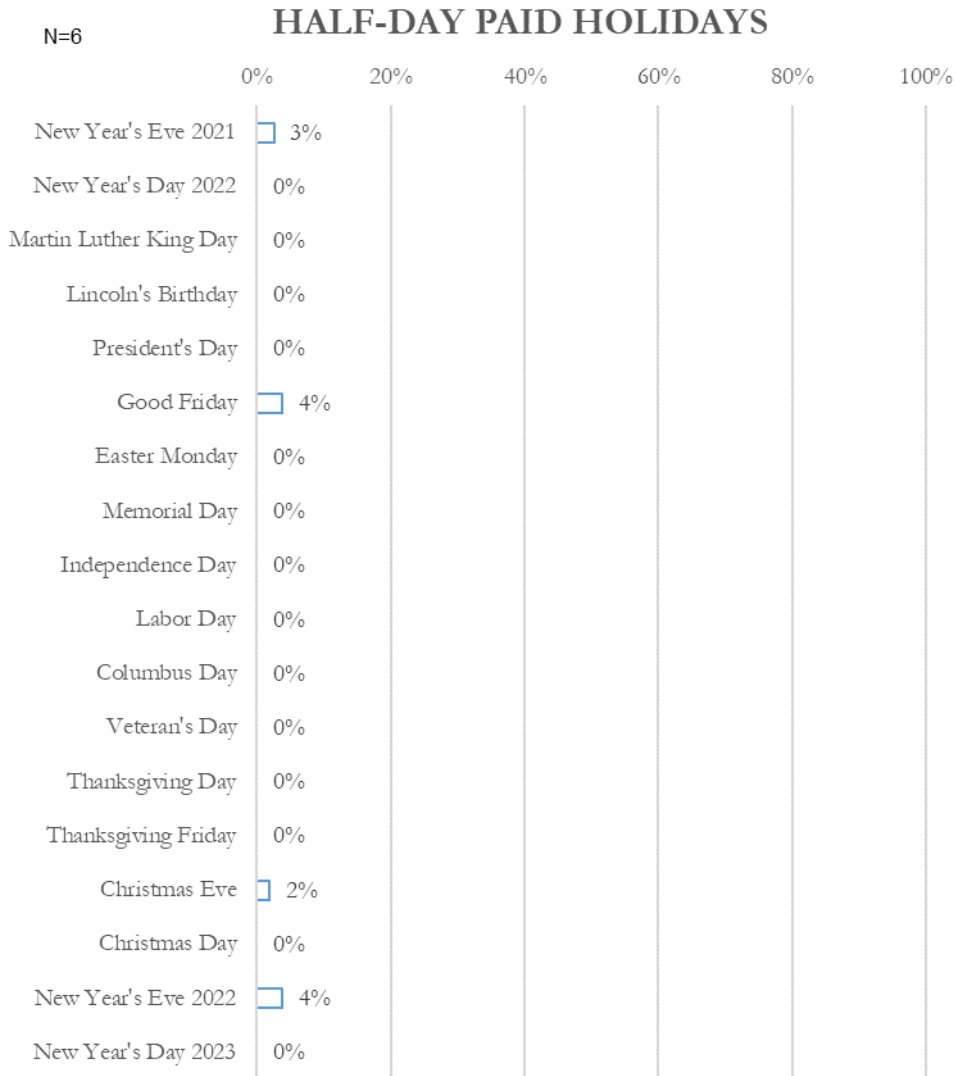 N=6
HALF-DAY PAID HOLIDAYS
0% 20% 40% 60% 80% 100%
New Year's Eve 2021 3%
New Year's Day 2022 0%
Martin Luther King Day 0%
Lincoln's Birthday 0%
President's Day 0%
Good Friday 4%
Easter Monday 0%
Memorial Day 0%
Independence Day 0%
Labor Day 0%
Columbus Day 0%
Veteran's Day 0%
Thanksgiving Day 0%
Thanksgiving Friday 0%
Christmas Eve 2%
Christmas Day 0%
New Year's Eve 2022 4%
New Year's Day 2023 0%